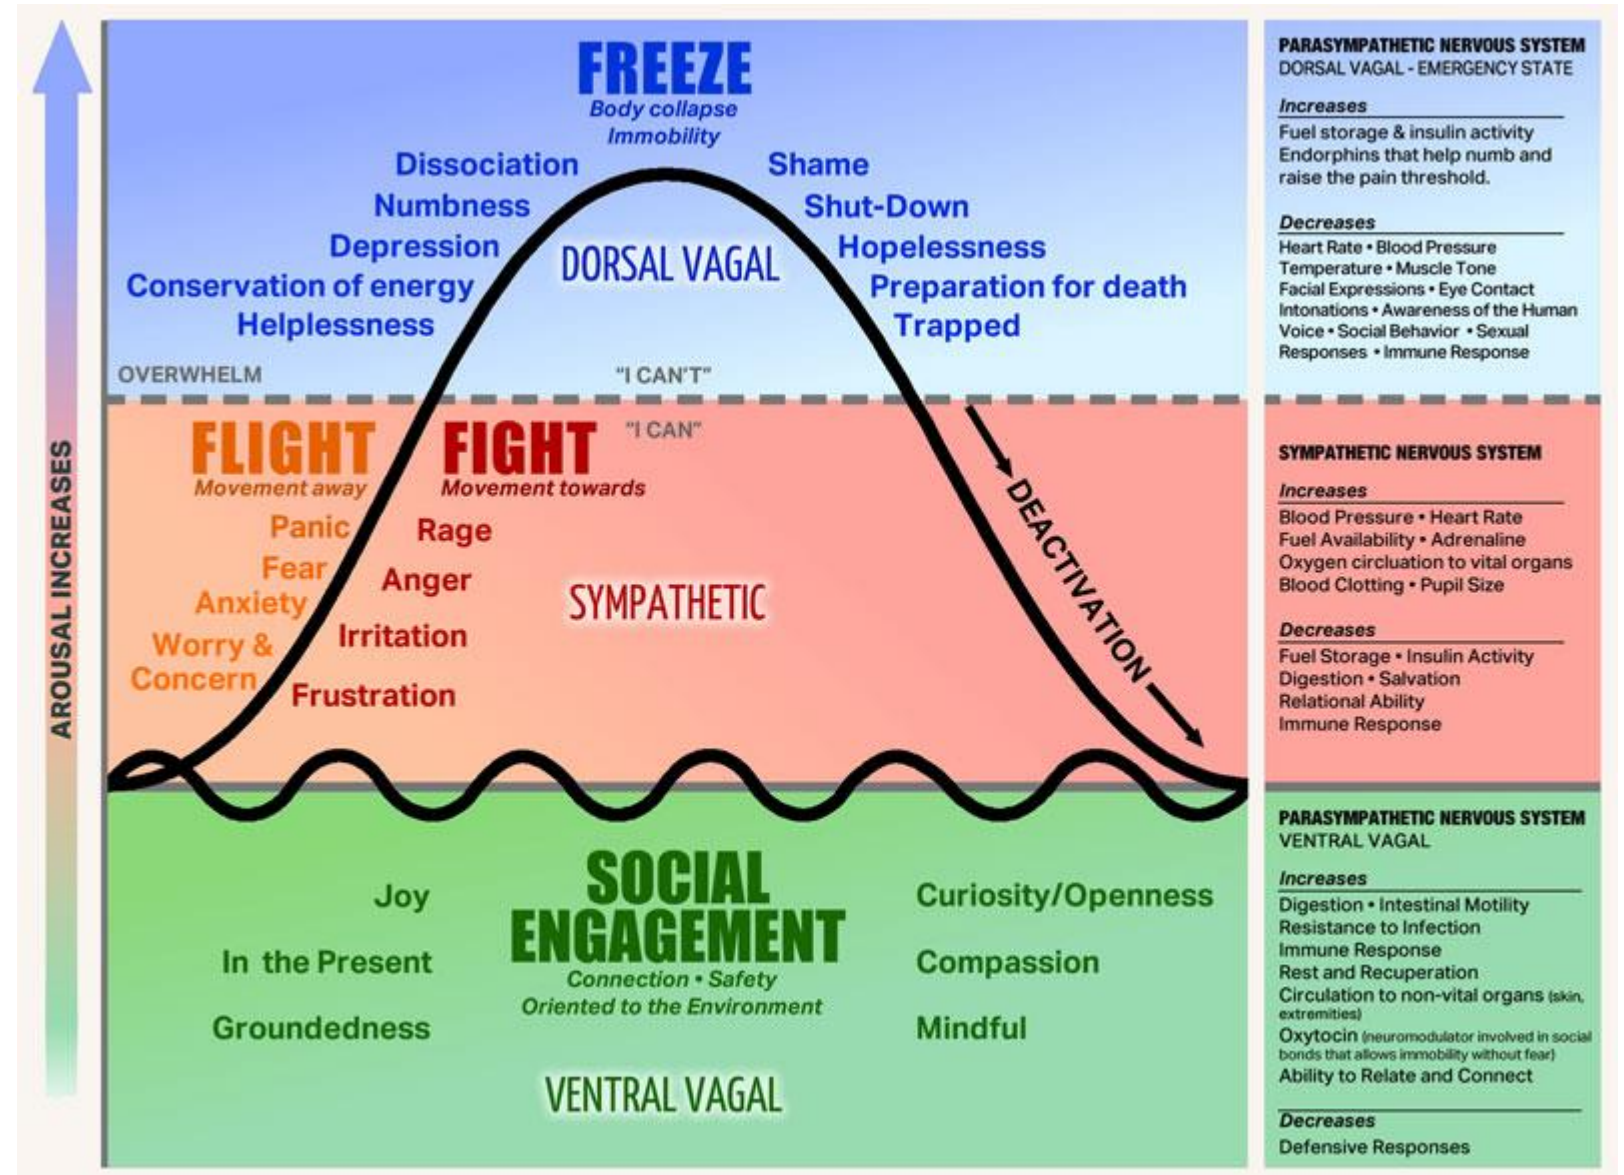 AROUSAL INCREASES
FREEZE
Body collapse
Immobility
Dissociation
Numbness
Depression
Conservation of energy
Helplessness
Shame
Shut-Down
Hopelessness
Preparation for death
Trapped
DORSAL VAGAL
OVERWHELM
"I CAN'T"
"I CAN"
FLIGHT
Movement away
Panic
Fear
Anxiety
Worry &
Concern
FIGHT
Movement towards
Rage
Anger
Irritation
Frustration
SYMPATHETIC
DEACTIVATION
SOCIAL
ENGAGEMENT
Connection • Safety
Oriented to the Environment
Joy
In the Present
Groundedness
Curiosity/Openness
Compassion
Mindful
VENTRAL VAGAL
PARASYMPATHETIC NERVOUS SYSTEM
DORSAL VAGAL - EMERGENCY STATE
Increases
Fuel storage & insulin activity
Endorphins that help numb and
raise the pain threshold.
Decreases
Heart Rate • Blood Pressure
Temperature • Muscle Tone
Facial Expressions • Eye Contact
Intonations • Awareness of the Human
Voice • Social Behavior • Sexual
Responses • Immune Response
SYMPATHETIC NERVOUS SYSTEM
Increases
Blood Pressure • Heart Rate
Fuel Availability • Adrenaline
Oxygen circluation to vital organs
Blood Clotting • Pupil Size
Decreases
Fuel Storage • Insulin Activity
Digestion • Salvation
Relational Ability
Immune Response
PARASYMPATHETIC NERVOUS SYSTEM
VENTRAL VAGAL
Increases
Digestion • Intestinal Motility
Resistance to Infection
Immune Response
Rest and Recuperation
Circulation to non-vital organs (skin,
extremities)
Oxytocin (neuromodulator involved in social
bonds that allows immobility without fear)
Ability to Relate and Connect
Decreases
Defensive Responses